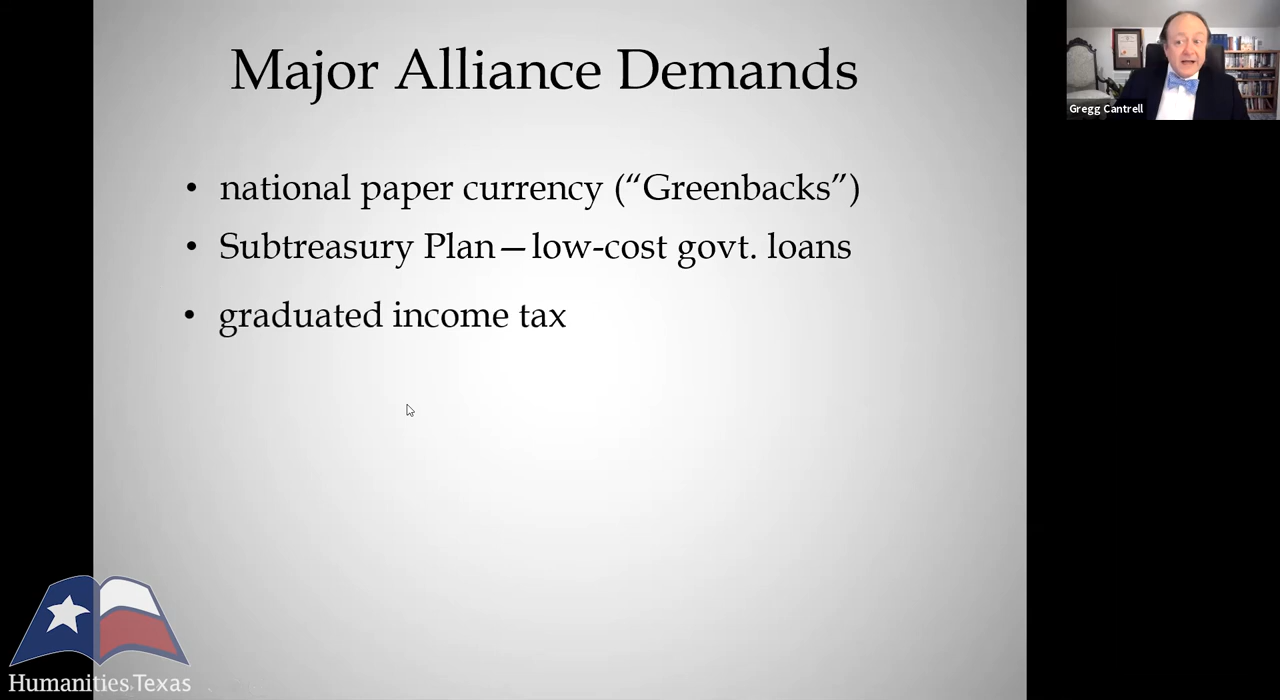 Major Alliance Demands
• national paper currency (“Greenbacks”)
• Subtreasury Plan—low-cost govt. loans
• graduated income tax
Gregg Cantrell
Humanities Texas